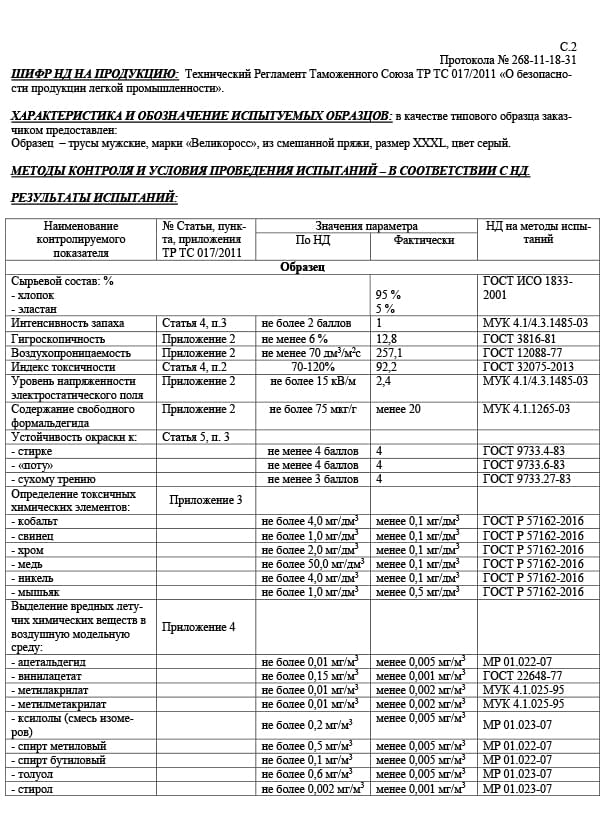 С.2
Протокола № 268-11-18-31
ШИФР НД НА ПРОДУКЦИЮ: Технический Регламент Таможенного Союза ТР ТС 017/2011 «О безопасно-
сти продукции легкой промышленности».
ХАРАКТЕРИСТИКА И ОБОЗНАЧЕНИЕ ИСПЫТУЕМЫХ ОБРАЗЦОВ: в качестве типового образца заказ-
чиком предоставлен:
Образец – трусы мужские, марки «Великоросс», из смешанной пряжи, размер XXXL, цвет серый.
МЕТОДЫ КОНТРОЛЯ И УСЛОВИЯ ПРОВЕДЕНИЯ ИСПЫТАНИЙ – В СООТВЕТСТВИИ С НД
РЕЗУЛЬТАТЫ ИСПЫТАНИЙ:
Наименование контролируемого показателя № Статьи, пунк-та, приложения ТР ТС 017/2011 Значения параметра НД на методы испы-таний
По НД Фактически
Образец
Сырьевой состав: % ГОСТ ИСО 1833-
- хлопок 95 % 2001
- эластан 5 %
Интенсивность запаха Статья 4, п.3 не более 2 баллов 1 МУК 4.1/4.3.1485-03
Гигроскопичность Приложение 2 не менее 6 % 12,8 ГОСТ 3816-81
Воздухопроницаемость Приложение 2 не менее 70 дм³/м²с 257,1 ГОСТ 12088-77
Индекс токсичности Статья 4, п.2 70-120% 92,2 ГОСТ 32075-2013
Уровень напряженности Приложение 2 не более 15 кВ/м 2,4 МУК 4.1/4.3.1485-03
электростатического поля
Содержание свободного Приложение 2 не более 75 мкг/г менее 20 МУК 4.1.1265-03
формальдегида
Устойчивость окраски к: Статья 5, п. 3
- стирке не менее 4 баллов 4 ГОСТ 9733.4-83
- «поту» не менее 4 баллов 4 ГОСТ 9733.6-83
- сухому трению не менее 3 баллов 4 ГОСТ 9733.27-83
Определение токсичных Приложение 3
химических элементов:
- кобальт не более 4,0 мг/дм³ менее 0,1 мг/дм³ ГОСТ Р 57162-2016
- свинец не более 1,0 мг/дм³ менее 0,1 мг/дм³ ГОСТ Р 57162-2016
- хром не более 2,0 мг/дм³ менее 0,1 мг/дм³ ГОСТ Р 57162-2016
- медь не более 50,0 мг/дм³ менее 0,1 мг/дм³ ГОСТ Р 57162-2016
- никель не более 4,0 мг/дм³ менее 0,1 мг/дм³ ГОСТ Р 57162-2016
- мышьяк не более 1,0 мг/дм³ менее 0,5 мг/дм³ ГОСТ Р 57162-2016
Выделение вредных лету-
чих химических веществ в Приложение 4
воздушную модельную
среду:
- ацетальдегид не более 0,01 мг/м³ менее 0,005 мг/м³ МР 01.022-07
- винилацетат не более 0,15 мг/м³ менее 0,001 мг/м³ ГОСТ 22648-77
- метилакрилат не более 0,01 мг/м³ менее 0,002 мг/м³ МУК 4.1.025-95
- метилметакрилат не более 0,01 мг/м³ менее 0,002 мг/м³ МУК 4.1.025-95
- ксилолы (смесь изоме-
ров) не более 0,2 мг/м³ менее 0,005 мг/м³ МР 01.023-07
- спирт метиловый не более 0,5 мг/м³ менее 0,005 мг/м³ МР 01.022-07
- спирт бутиловый не более 0,1 мг/м³ менее 0,005 мг/м³ МР 01.022-07
- толуол не более 0,6 мг/м³ менее 0,005 мг/м³ МР 01.023-07
- стирол не более 0,002 мг/м³ менее 0,001 мг/м³ МР 01.023-07